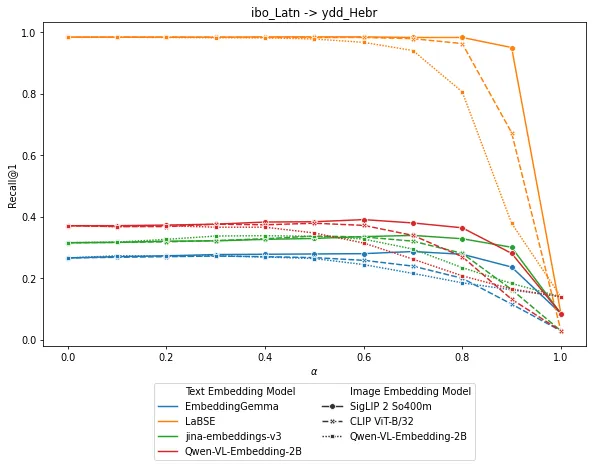 ibo_Latn -> ydd_Hebr
Recall@1
1.0
0.8
0.6
0.4
0.2
0.0
0.0 0.2 0.4 0.6 0.8 1.0
α
Text Embedding Model
EmbeddingGemma
LaBSE
jina-embeddings-v3
Qwen-VL-Embedding-2B
Image Embedding Model
SigLIP 2 So400m
CLIP ViT-B/32
Qwen-VL-Embedding-2B